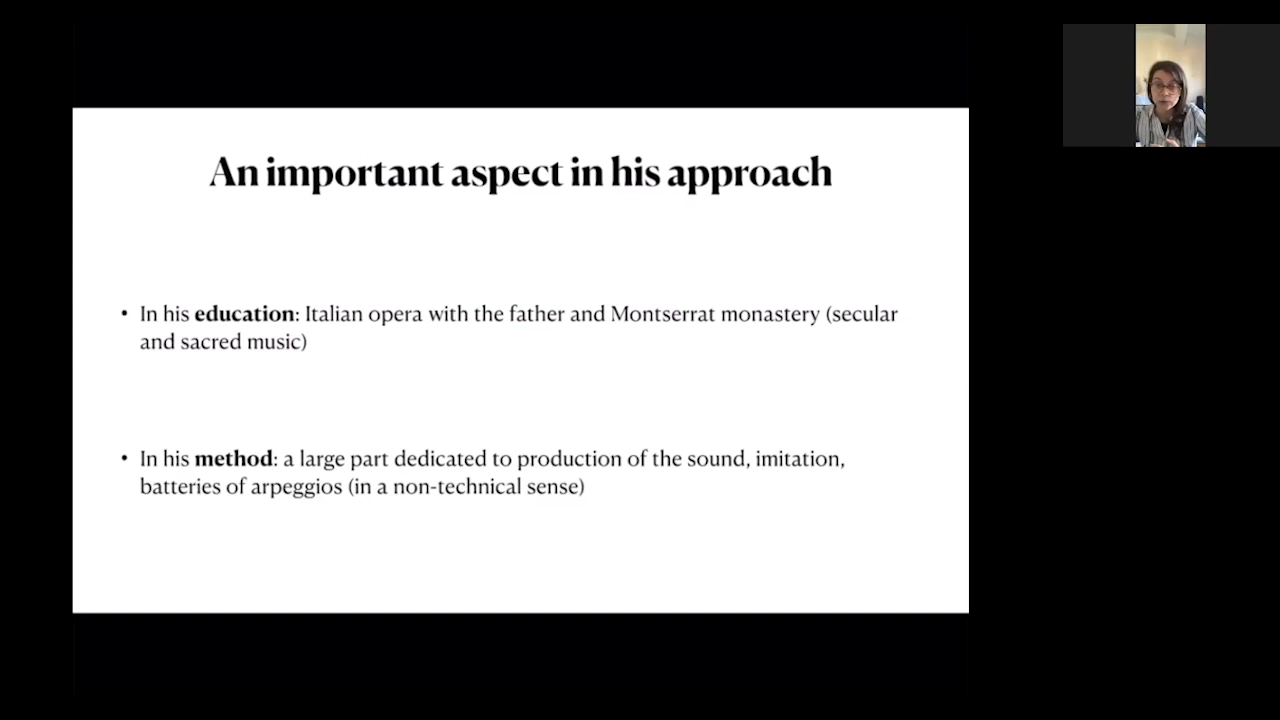 An important aspect in his approach
• In his education: Italian opera with the father and Montserrat monastery (secular
and sacred music)
• In his method: a large part dedicated to production of the sound, imitation,
batteries of arpeggios (in a non-technical sense)